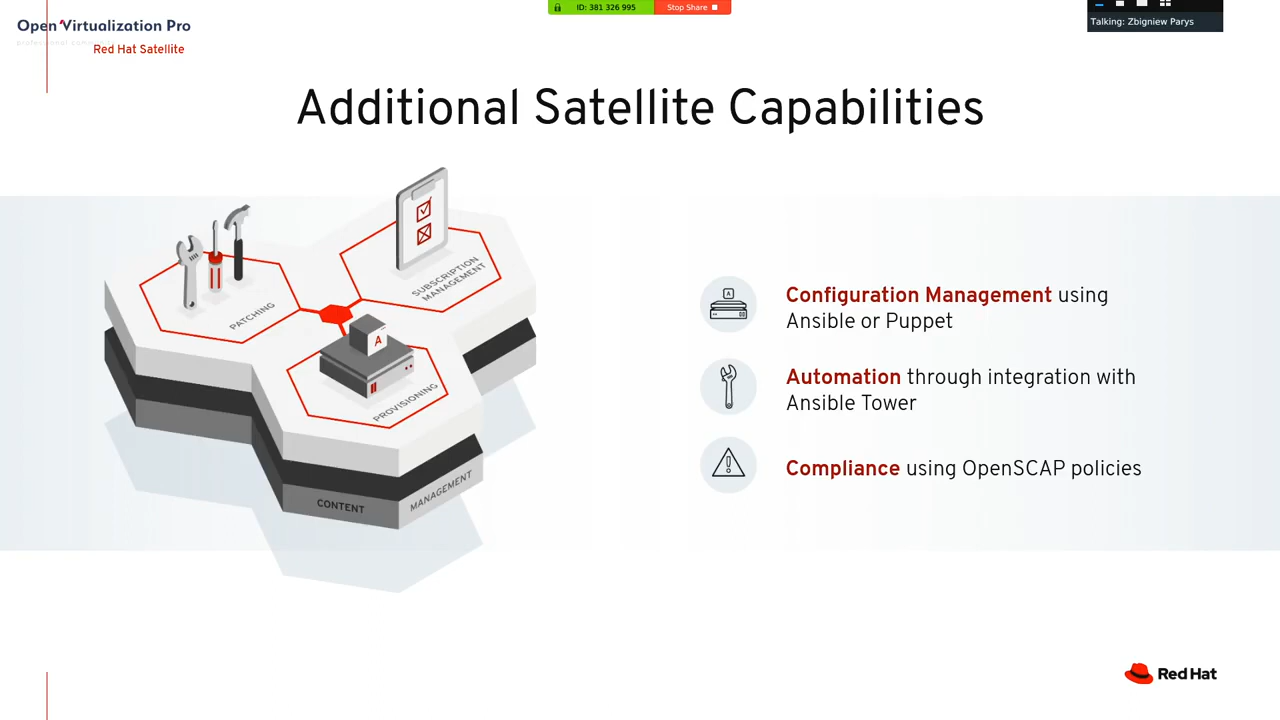 Open Virtualization Pro
Red Hat Satellite
ID: 381 326 995
Stop Share
Talking: Zbigniew Parys
Additional Satellite Capabilities
PATCHING
SUBSCRIPTION
MANAGEMENT
A
PROVISIONING
CONTENT
MANAGEMENT
A
Configuration Management using
Ansible or Puppet
Automation through integration with
Ansible Tower
Compliance using OpenSCAP policies
Red Hat